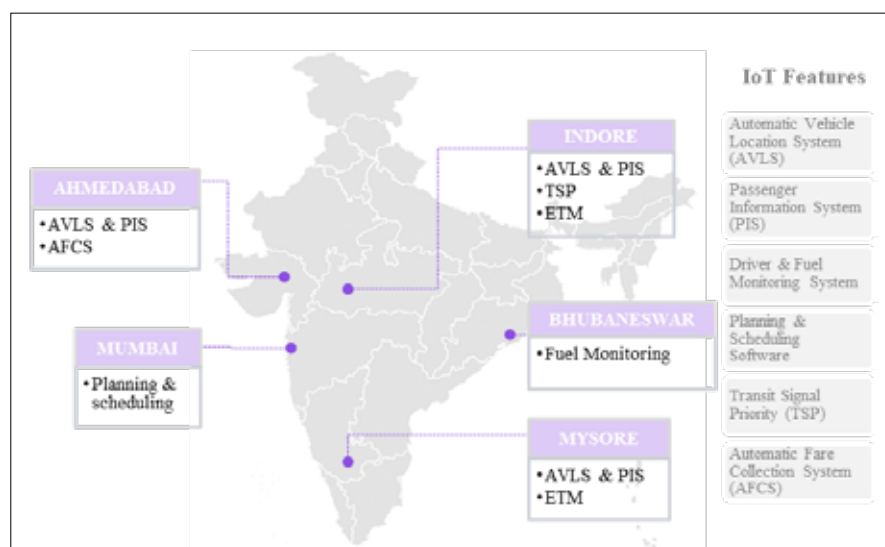 IoT Features
INDORE
• AVLS & PIS
• TSP
• ETM
AHMEDABAD
• AVLS & PIS
• AFCS
MUMBAI
• Planning &
scheduling
BHUBANESWAR
• Fuel Monitoring
MYSORE
• AVLS & PIS
• ETM
Automatic Vehicle
Location System
(AVLS)
Passenger
Information System
(PIS)
Driver & Fuel
Monitoring System
Planning &
Scheduling
Software
Transit Signal
Priority (TSP)
Automatic Fare
Collection System
(AFCS)